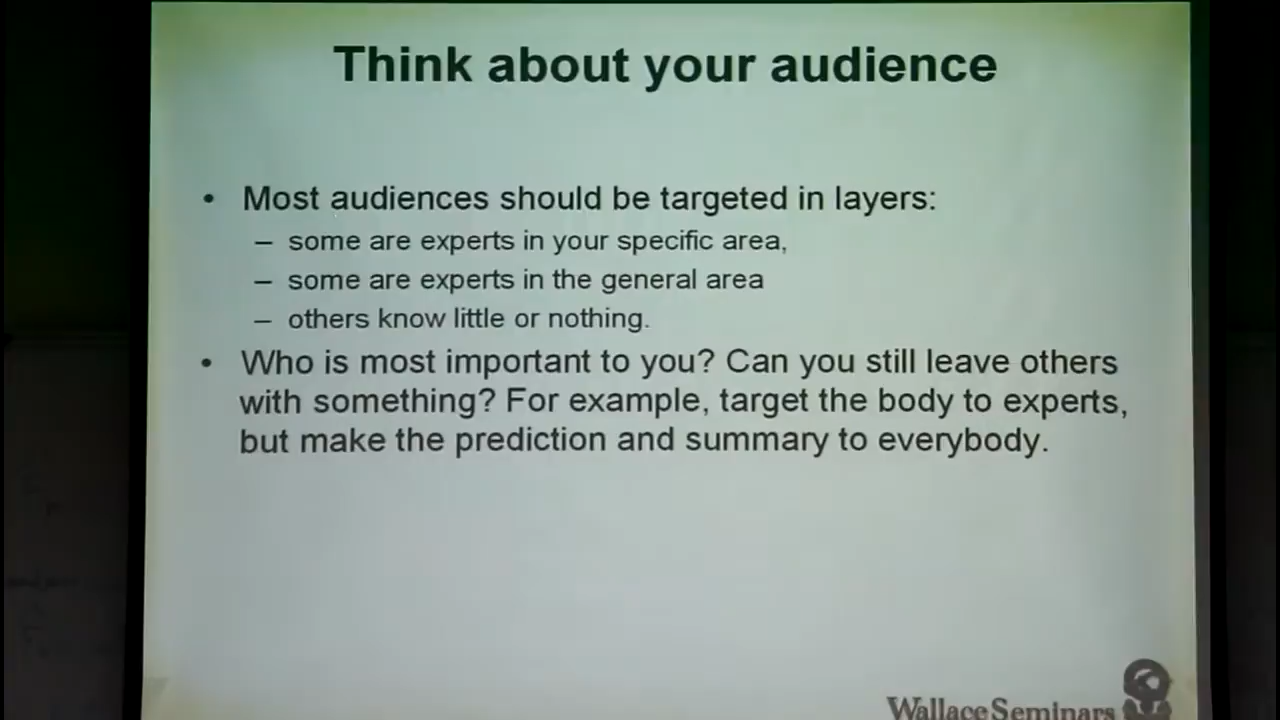 Think about your audience
• Most audiences should be targeted in layers:
– some are experts in your specific area,
– some are experts in the general area
– others know little or nothing.
• Who is most important to you? Can you still leave others
with something? For example, target the body to experts,
but make the prediction and summary to everybody.
Wallace Seminars